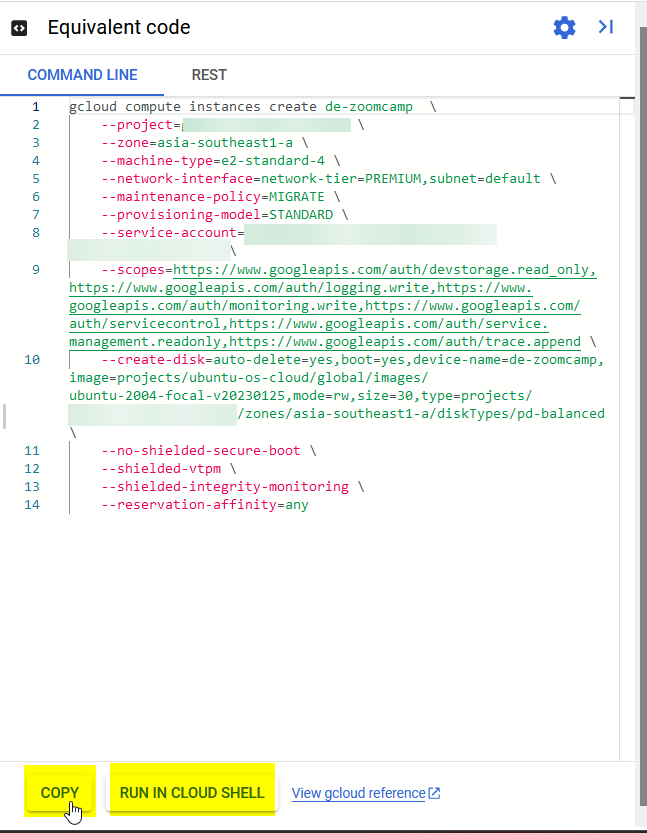 Equivalent code
COMMAND LINE REST
1 gcloud compute instances create de-zoomcamp \
2 --project= \
3 --zone=asia-southeast1-a \
4 --machine-type=e2-standard-4 \
5 --network-interface=network-tier=PREMIUM,subnet=default \
6 --maintenance-policy=MIGRATE \
7 --provisioning-model=STANDARD \
8 --service-account=
\
9 --scopes=https://www.googleapis.com/auth/devstorage.read_only,
https://www.googleapis.com/auth/logging.write,https://www.
googleapis.com/auth/monitoring.write,https://www.googleapis.com/
auth/servicecontrol,https://www.googleapis.com/auth/service.
management.readonly,https://www.googleapis.com/auth/trace.append \
10 --create-disk=auto-delete=yes,boot=yes,device-name=de-zoomcamp,
image=projects/ubuntu-os-cloud/global/images/
ubuntu-2004-focal-v20230125,mode=rw,size=30,type=projects/
/zones/asia-southeast1-a/diskTypes/pd-balanced
\
11 --no-shielded-secure-boot \
12 --shielded-vtpm \
13 --shielded-integrity-monitoring \
14 --reservation-affinity=any
COPY RUN IN CLOUD SHELL View gcloud reference